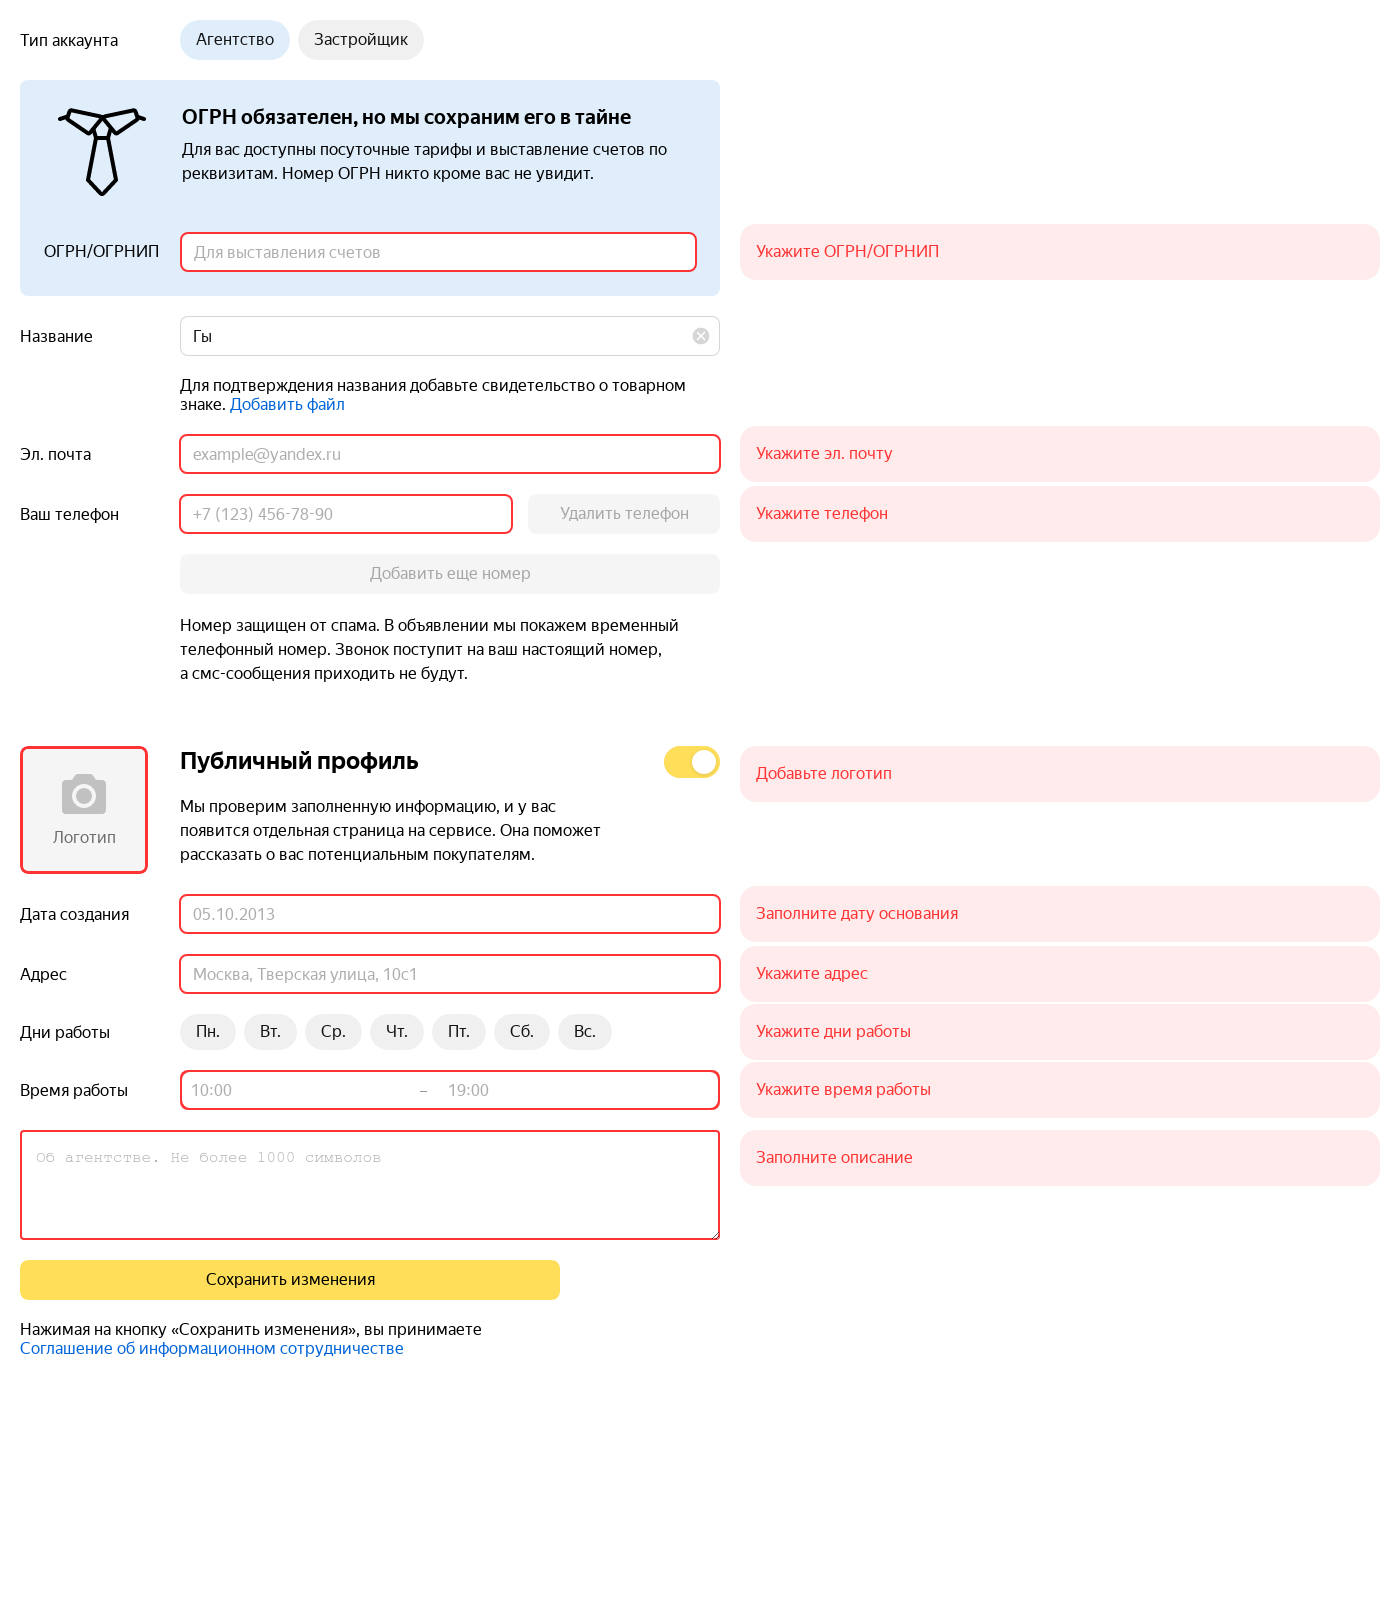 Тип аккаунта
Агентство
Застройщик
ОГРН обязателен, но мы сохраним его в тайне
Для вас доступны посуточные тарифы и выставление счетов по
реквизитам. Номер ОГРН никто кроме вас не увидит.
ОГРН/ОГРНИП
Для выставления счетов
Укажите ОГРН/ОГРНИП
Название
Гы
Для подтверждения названия добавьте свидетельство о товарном
знаке. Добавить файл
Эл. почта
example@yandex.ru
Укажите эл. почту
Ваш телефон
+7 (123) 456-78-90
Удалить телефон
Укажите телефон
Добавить еще номер
Номер защищен от спама. В объявлении мы покажем временный
телефонный номер. Звонок поступит на ваш настоящий номер,
а смс-сообщения приходить не будут.
Логотип
Публичный профиль
Добавьте логотип
Мы проверим заполненную информацию, и у вас
появится отдельная страница на сервисе. Она поможет
рассказать о вас потенциальным покупателям.
Дата создания
05.10.2013
Заполните дату основания
Адрес
Москва, Тверская улица, 10с1
Укажите адрес
Дни работы
Пн.
Вт.
Ср.
Чт.
Пт.
Сб.
Вс.
Укажите дни работы
Время работы
10:00 – 19:00
Укажите время работы
Об агентстве. Не более 1000 символов
Заполните описание
Сохранить изменения
Нажимая на кнопку «Сохранить изменения», вы принимаете
Соглашение об информационном сотрудничестве